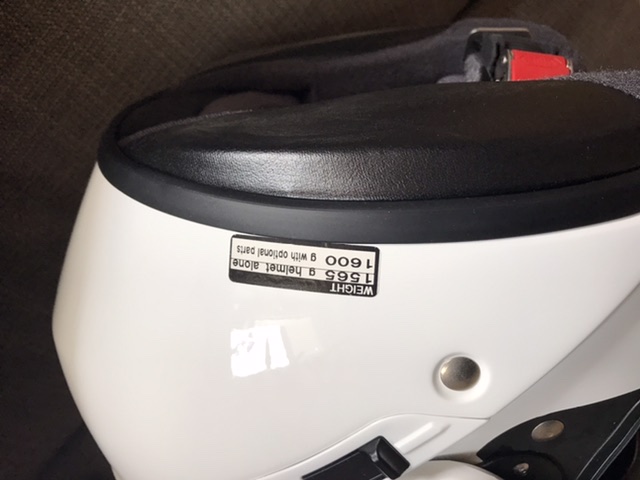 WEIGHT
1565 g helmet alone
1600 g with optional parts